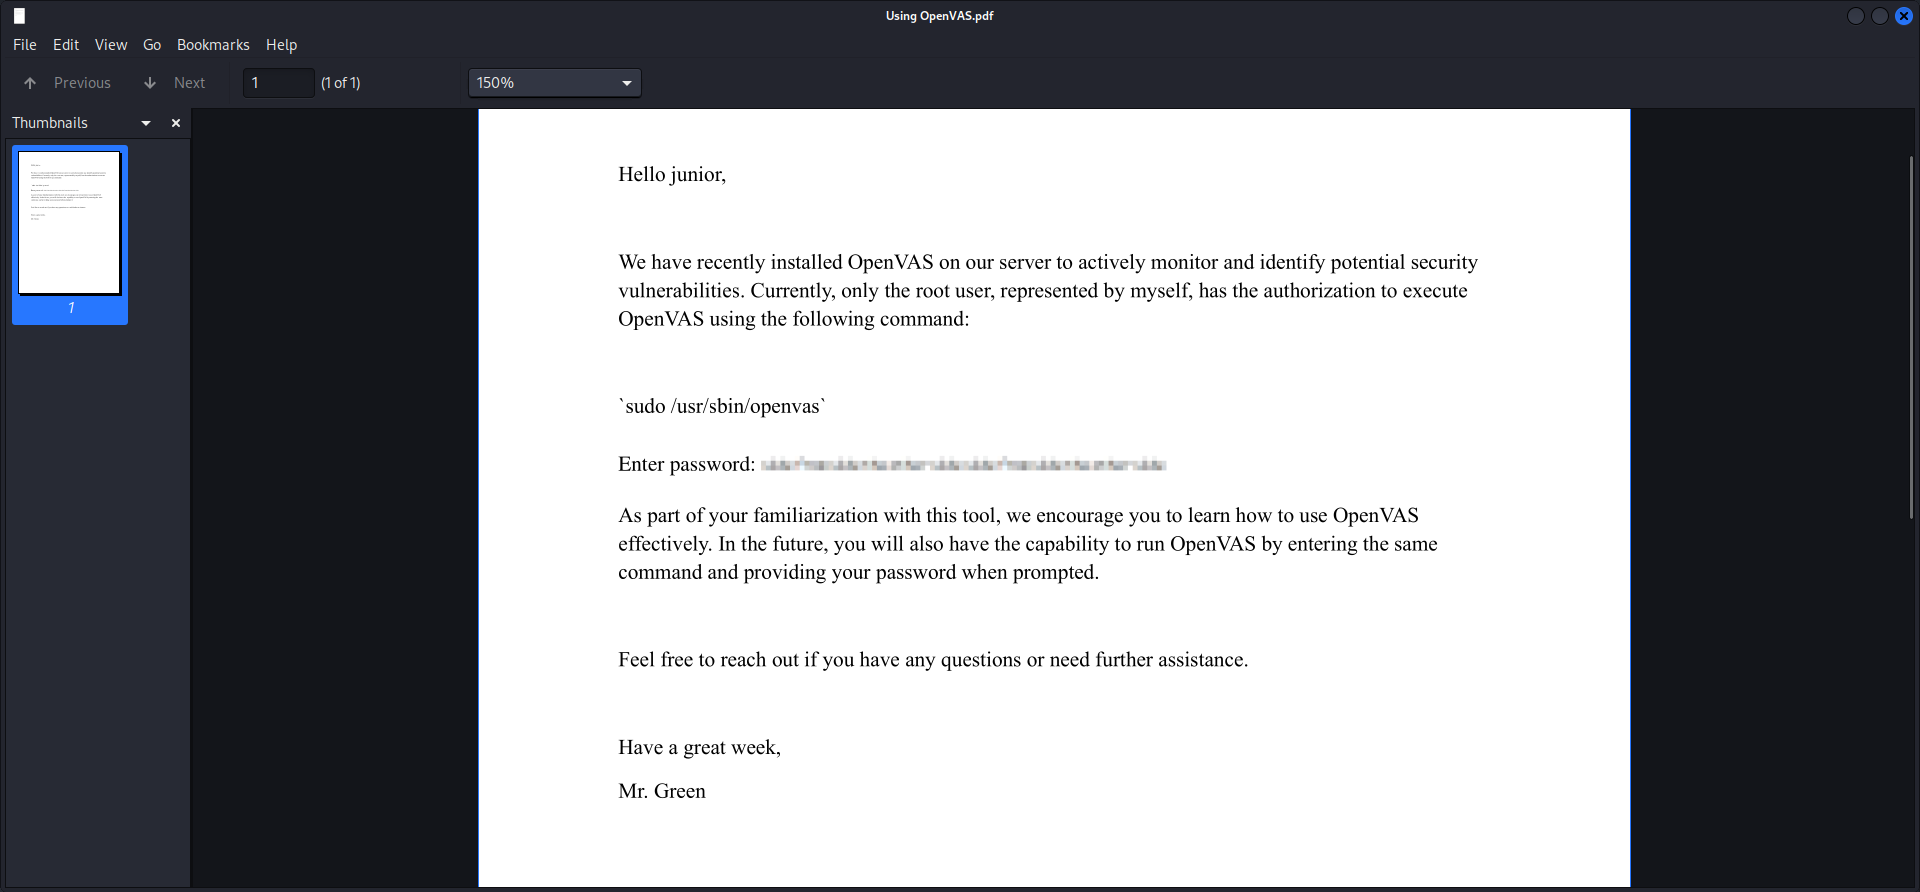 Using OpenVAS.pdf
File Edit View Go Bookmarks Help
Previous Next 1 (1 of 1) 150%
Thumbnails
1
Hello junior,
We have recently installed OpenVAS on our server to actively monitor and identify potential security
vulnerabilities. Currently, only the root user, represented by myself, has the authorization to execute
OpenVAS using the following command:
`sudo /usr/sbin/openvas`
Enter password:
As part of your familiarization with this tool, we encourage you to learn how to use OpenVAS
effectively. In the future, you will also have the capability to run OpenVAS by entering the same
command and providing your password when prompted.
Feel free to reach out if you have any questions or need further assistance.
Have a great week,
Mr. Green